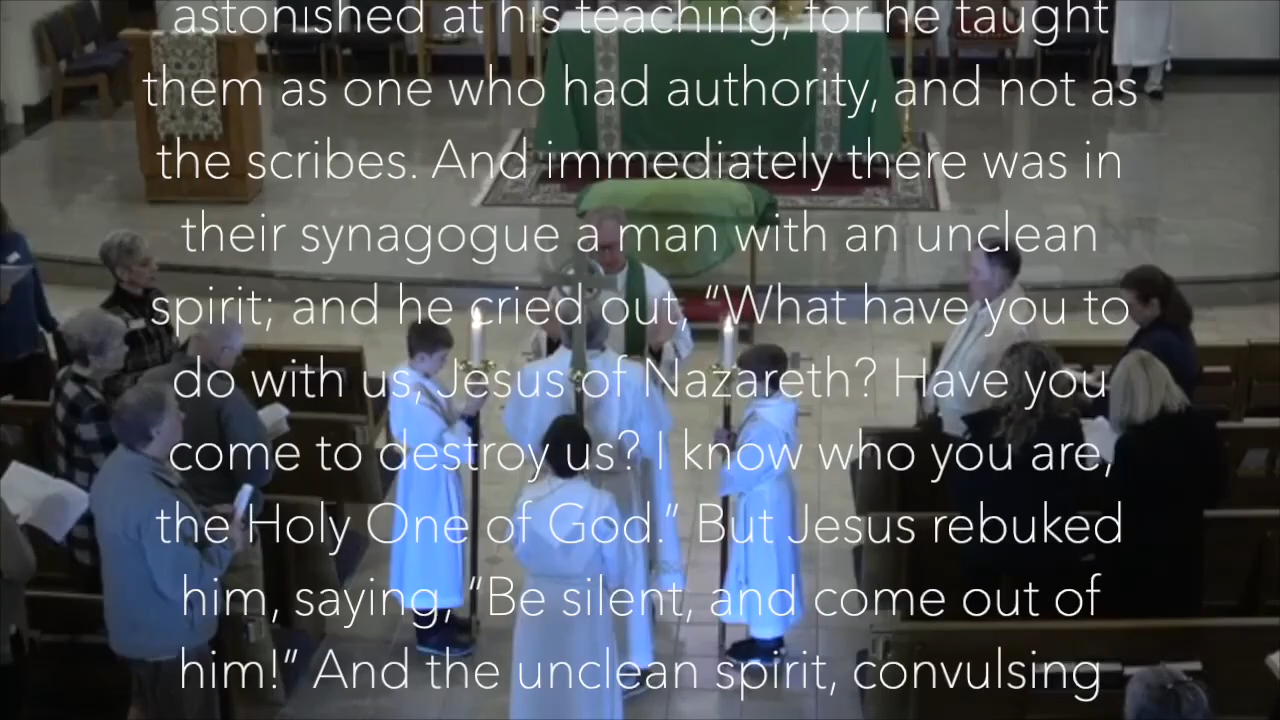 astonished at his teaching, for he taught
them as one who had authority, and not as
the scribes. And immediately there was in
their synagogue a man with an unclean
spirit; and he cried out, “What have you to
do with us, Jesus of Nazareth? Have you
come to destroy us? I know who you are,
the Holy One of God.” But Jesus rebuked
him, saying, “Be silent, and come out of
him!” And the unclean spirit, convulsing